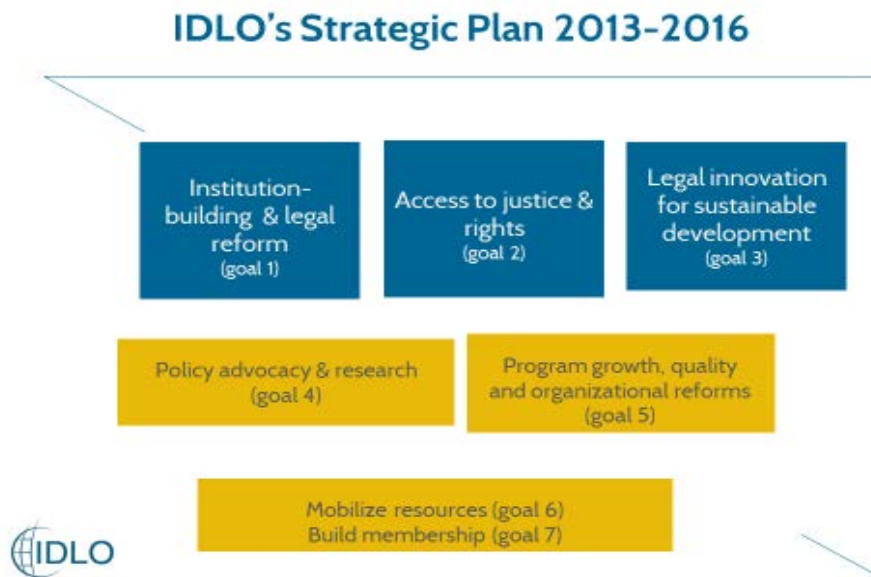 IDLO's Strategic Plan 2013-2016
Institution-
building & legal
reform
(goal 1)
Access to justice &
rights
(goal 2)
Legal innovation
for sustainable
development
(goal 3)
Policy advocacy & research
(goal 4)
Program growth, quality
and organizational reforms
(goal 5)
Mobilize resources (goal 6)
Build membership (goal 7)
IDLO